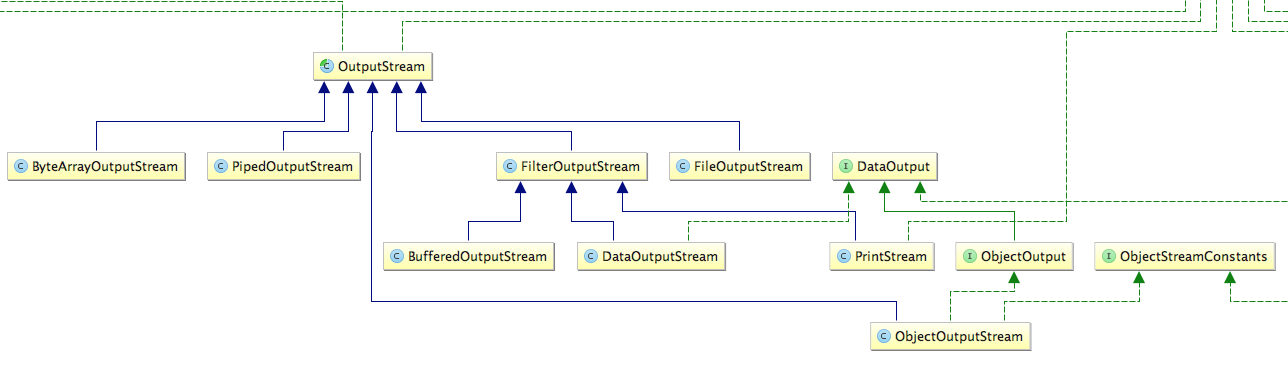 C OutputStream
C ByteArrayOutputStream
C PipedOutputStream
C FilterOutputStream
C FileOutputStream
I DataOutput
C BufferedOutputStream
C DataOutputStream
C PrintStream
I ObjectOutput
I ObjectStreamConstants
C ObjectOutputStream